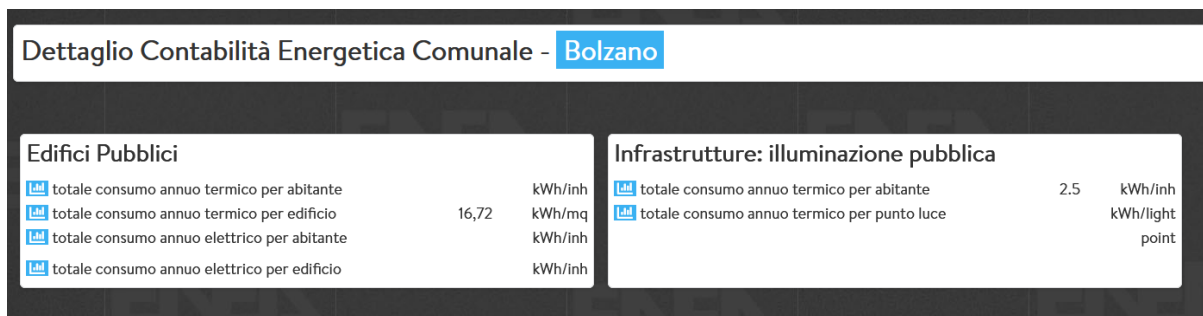 Dettaglio Contabilità Energetica Comunale - Bolzano
Edifici Pubblici
totale consumo annuo termico per abitante kWh/inh
totale consumo annuo termico per edificio 16,72 kWh/mq
totale consumo annuo elettrico per abitante kWh/inh
totale consumo annuo elettrico per edificio kWh/inh
Infrastrutture: illuminazione pubblica
totale consumo annuo termico per abitante 2.5 kWh/inh
totale consumo annuo termico per punto luce kWh/light
point